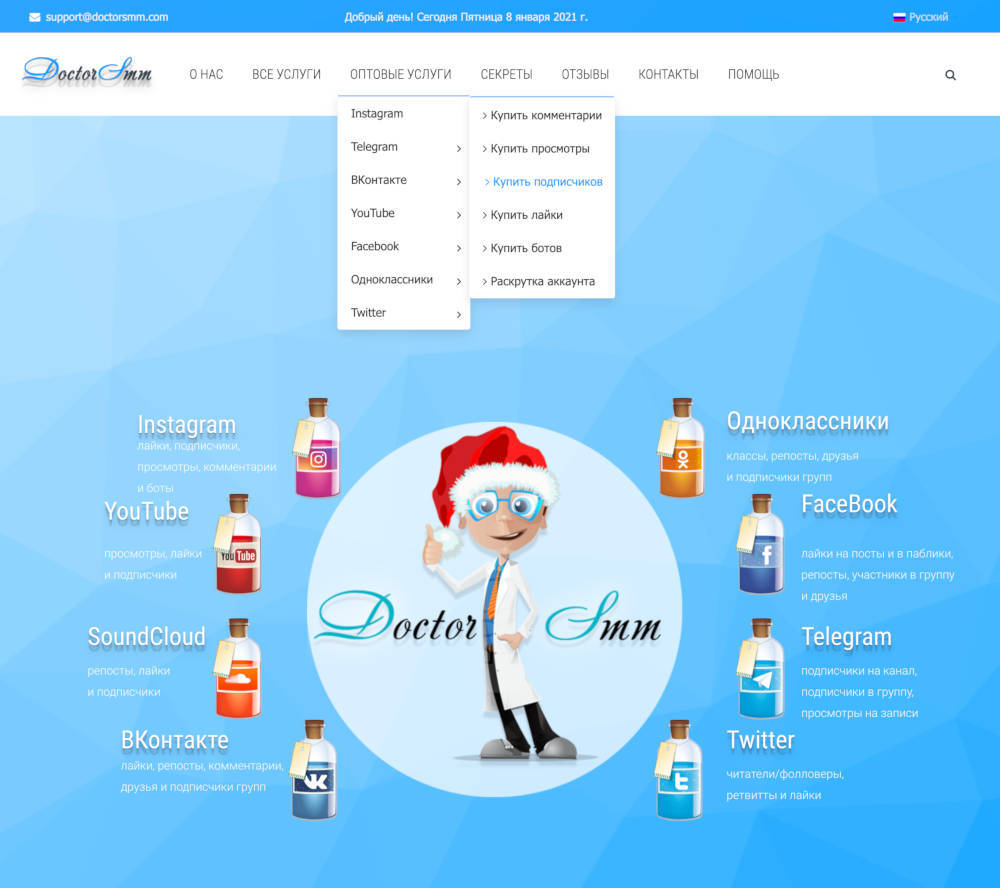 support@doctorsmm.com
Добрый день! Сегодня Пятница 8 января 2021 г.
Русский
Doctor Smm
О НАС
ВСЕ УСЛУГИ
ОПТОВЫЕ УСЛУГИ
СЕКРЕТЫ
ОТЗЫВЫ
КОНТАКТЫ
ПОМОЩЬ
Instagram
Telegram
ВКонтакте
YouTube
Facebook
Одноклассники
Twitter
Купить комментарии
Купить просмотры
Купить подписчиков
Купить лайки
Купить ботов
Раскрутка аккаунта
Instagram
лайки, подписчики,
просмотры, комментарии
и боты
YouTube
просмотры, лайки
и подписчики
You Tube
SoundCloud
репосты, лайки
и подписчики
ВКонтакте
лайки, репосты, комментарии,
друзья и подписчики групп
Doctor Smm
Одноклассники
классы, репосты, друзья
и подписчики групп
FaceBook
лайки на посты и в паблики,
репосты, участники в группу
и друзья
Telegram
подписчики на канал,
подписчики в группу,
просмотры на записи
Twitter
читатели/фолловеры,
ретвитты и лайки